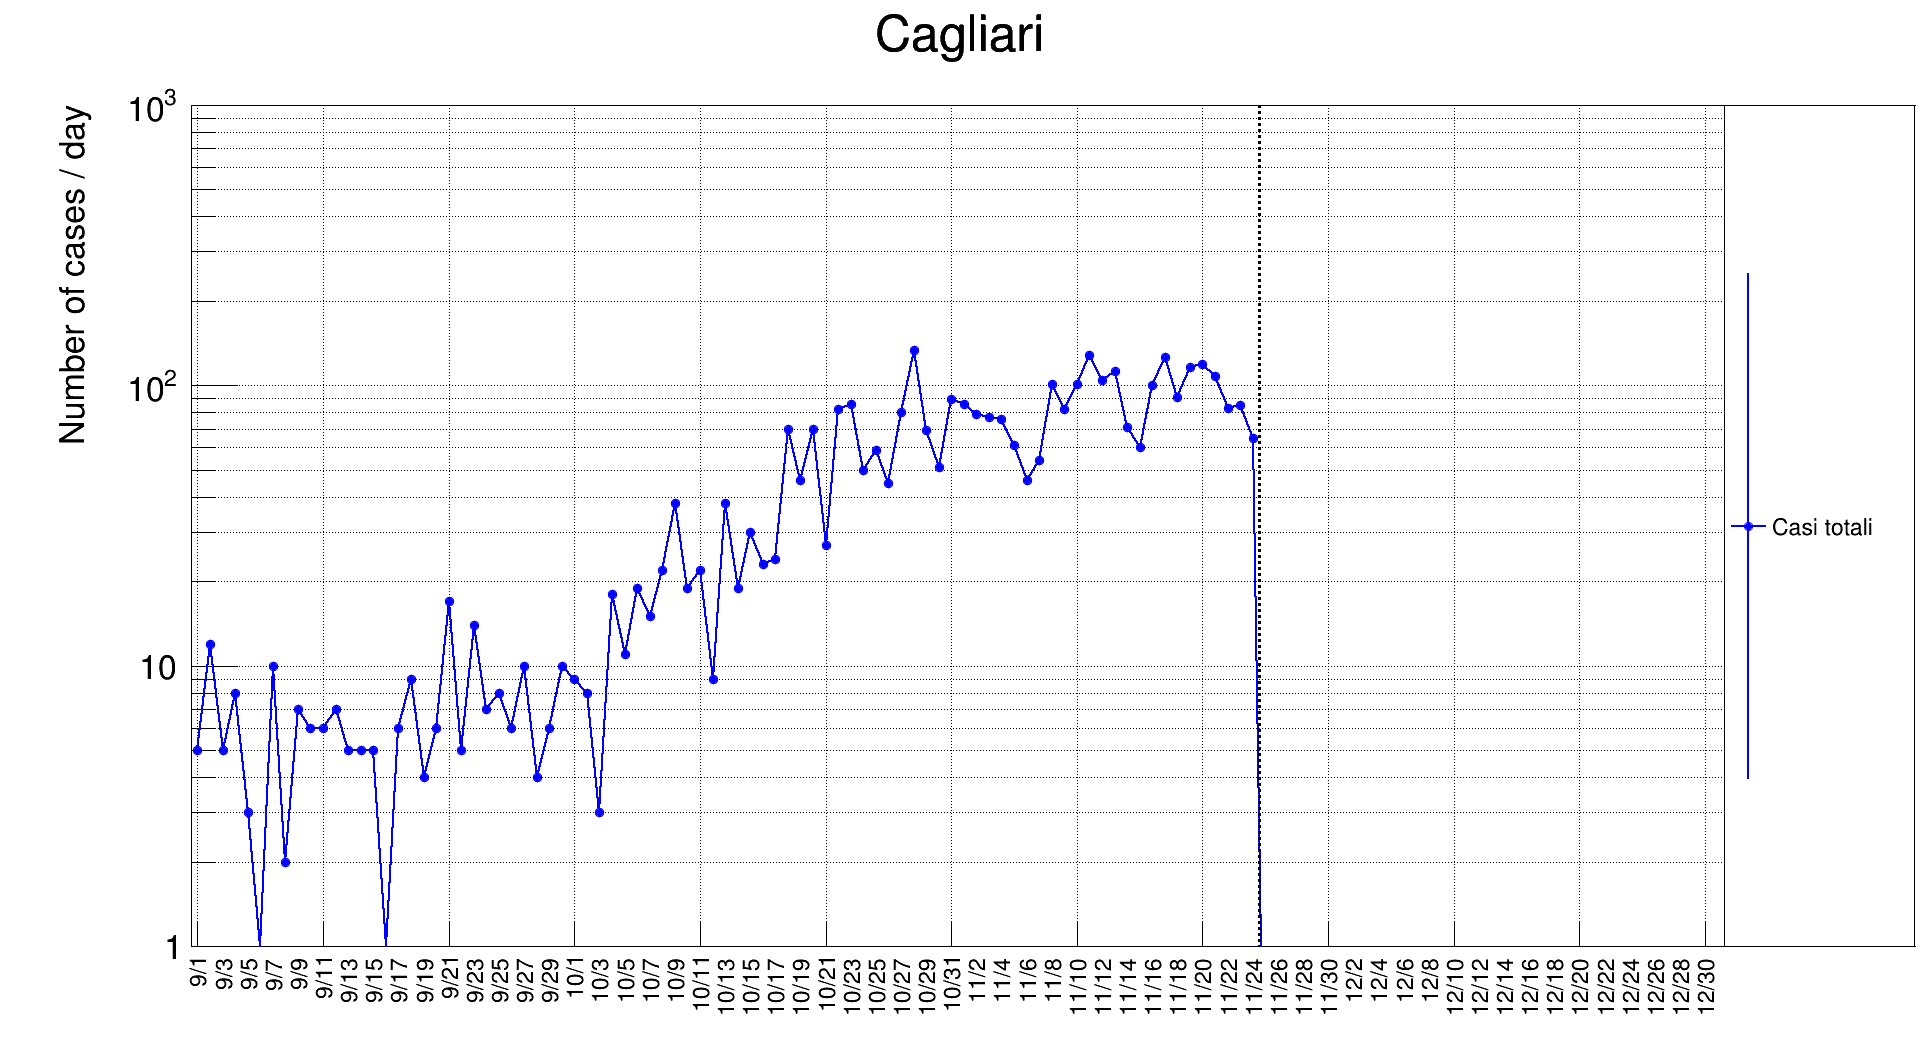 Cagliari
Number of cases / day
10³
10²
10
1
9/1 9/3 9/5 9/7 9/9 9/11 9/13 9/15 9/17 9/19 9/21 9/23 9/25 9/27 9/29 10/1 10/3 10/5 10/7 10/9 10/11 10/13 10/15 10/17 10/19 10/21 10/23 10/25 10/27 10/29 10/31 11/2 11/4 11/6 11/8 11/10 11/12 11/14 11/16 11/18 11/20 11/22 11/24 11/26 11/28 11/30 12/2 12/4 12/6 12/8 12/10 12/12 12/14 12/16 12/18 12/20 12/22 12/24 12/26 12/28 12/30
Casi totali